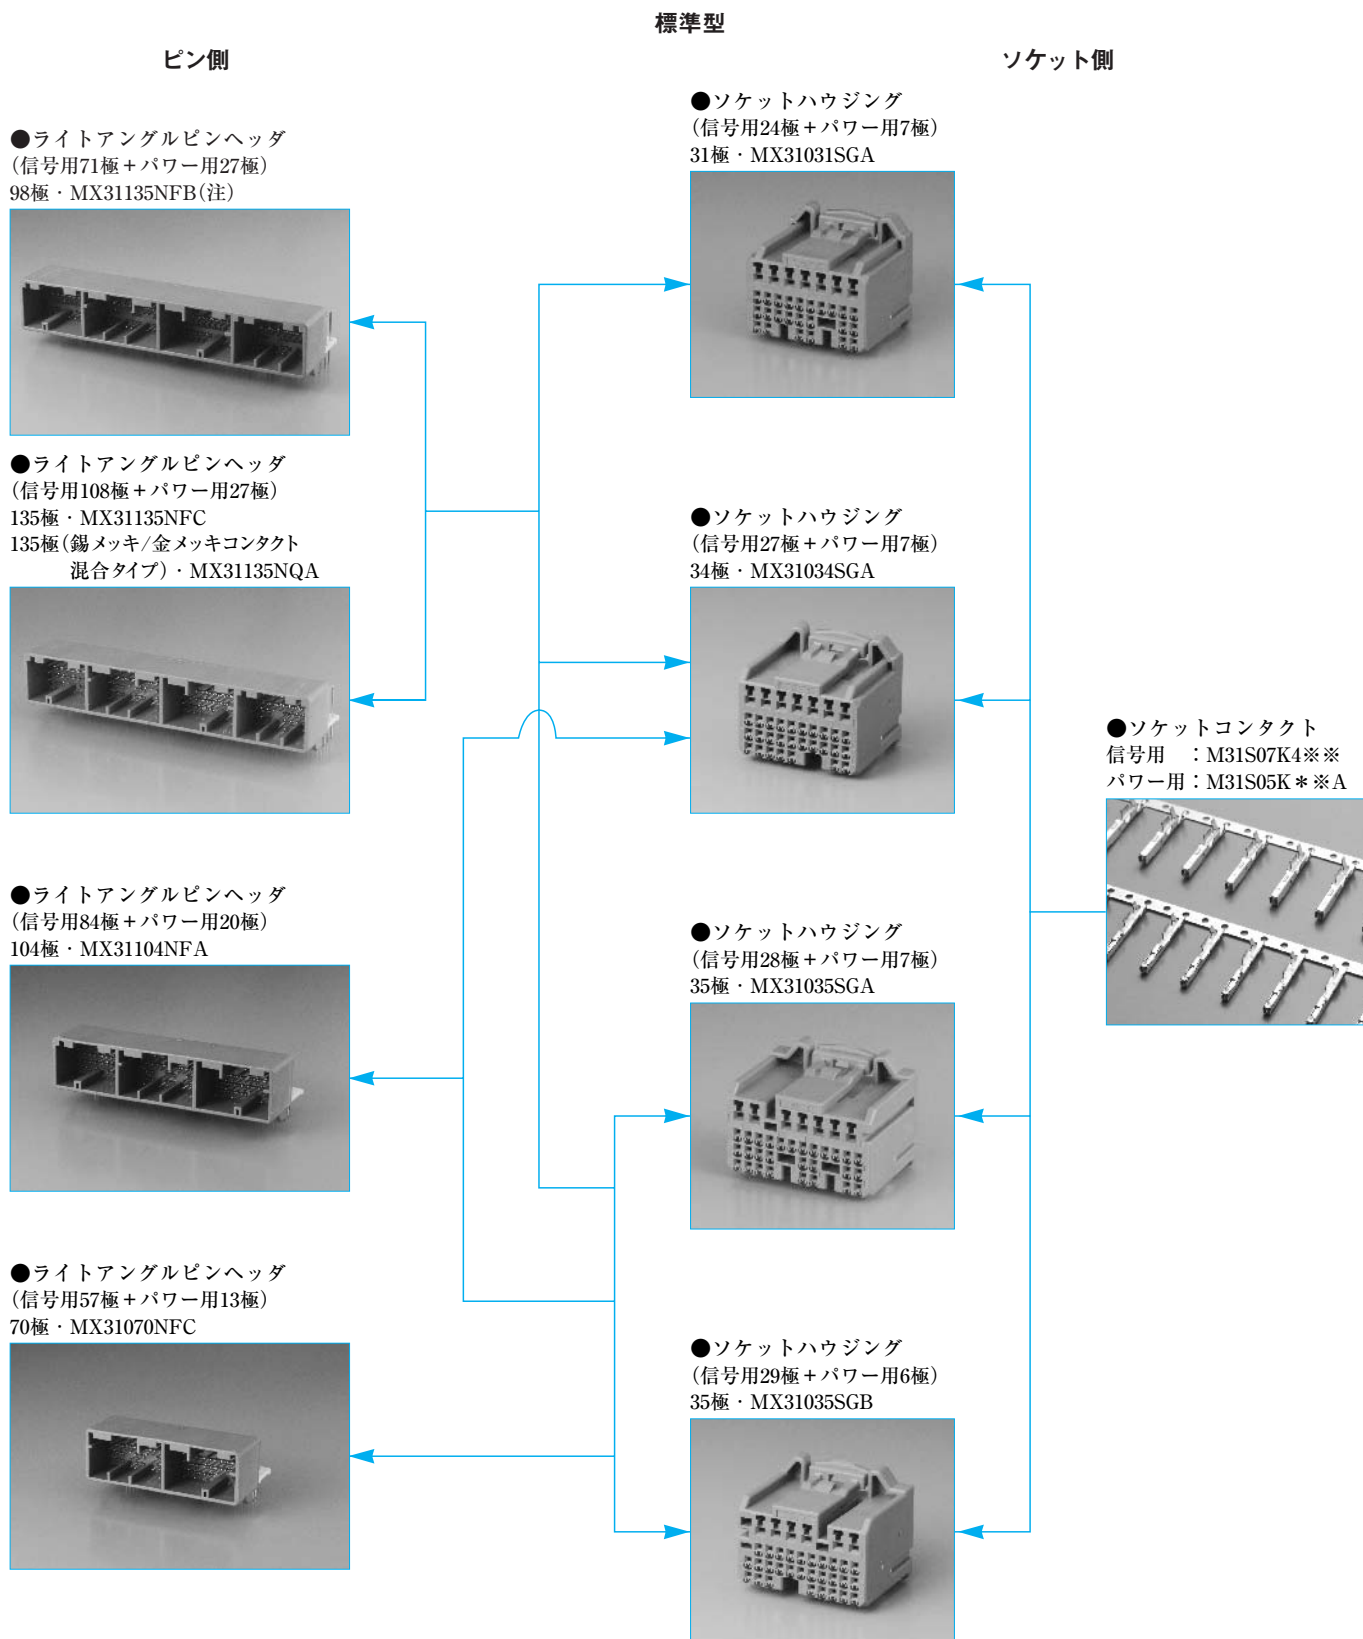 標準型
ピン側
ソケット側
●ライトアングルピンヘッダ
(信号用71極+パワー用27極)
98極・MX31135NFB(注)
●ライトアングルピンヘッダ
(信号用108極+パワー用27極)
135極・MX31135NFC
135極(錫メッキ/金メッキコンタクト
混合タイプ)・MX31135NQA
●ライトアングルピンヘッダ
(信号用84極+パワー用20極)
104極・MX31104NFA
●ライトアングルピンヘッダ
(信号用57極+パワー用13極)
70極・MX31070NFC
●ソケットハウジング
(信号用24極+パワー用7極)
31極・MX31031SGA
●ソケットハウジング
(信号用27極+パワー用7極)
34極・MX31034SGA
●ソケットハウジング
(信号用28極+パワー用7極)
35極・MX31035SGA
●ソケットハウジング
(信号用29極+パワー用6極)
35極・MX31035SGB
●ソケットコンタクト
信号用 :M31S07K4※※
パワー用:M31S05K*※A